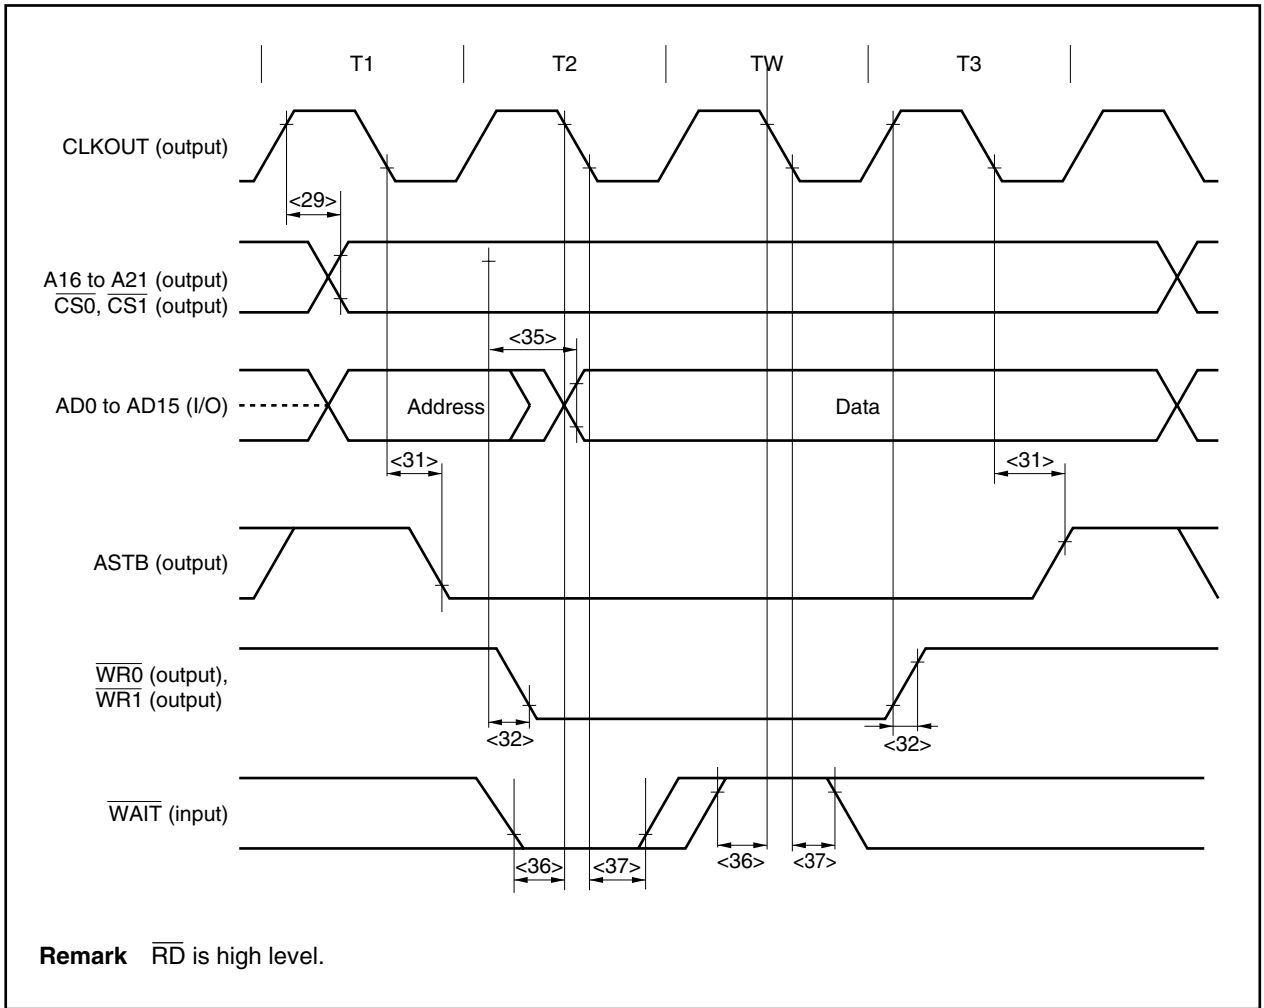 T1 T2 TW T3
CLKOUT (output)
<29>
A16 to A21 (output)
CS0, CS1 (output)
<35>
AD0 to AD15 (I/O) Address Data
<31> <31>
ASTB (output)
WR0 (output),
WR1 (output)
<32> <32>
WAIT (input)
<36> <37> <36> <37>
Remark RD is high level.